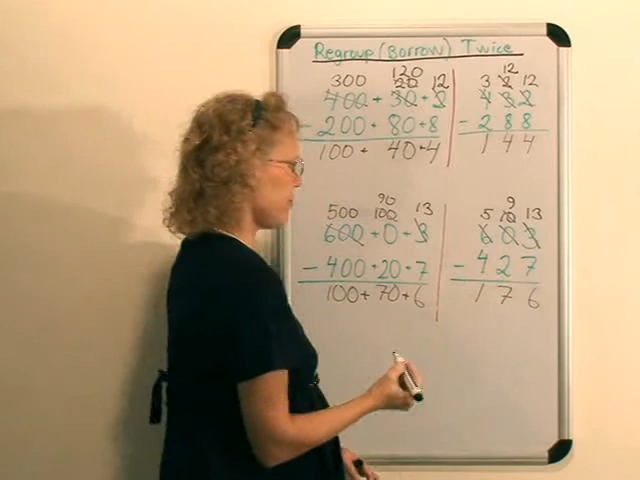 Regroup (Borrow) Twice
120
12
300
20
12
3
2
12
400 + 30 + 2
4 3 2
- 200 + 80 + 8
- 2 8 8
100 + 40 + 4
1 4 4
90
9
500
100
13
5
10
13
600 + 0 + 3
6 0 3
- 400 + 20 + 7
- 4 2 7
100 + 70 + 6
1 7 6